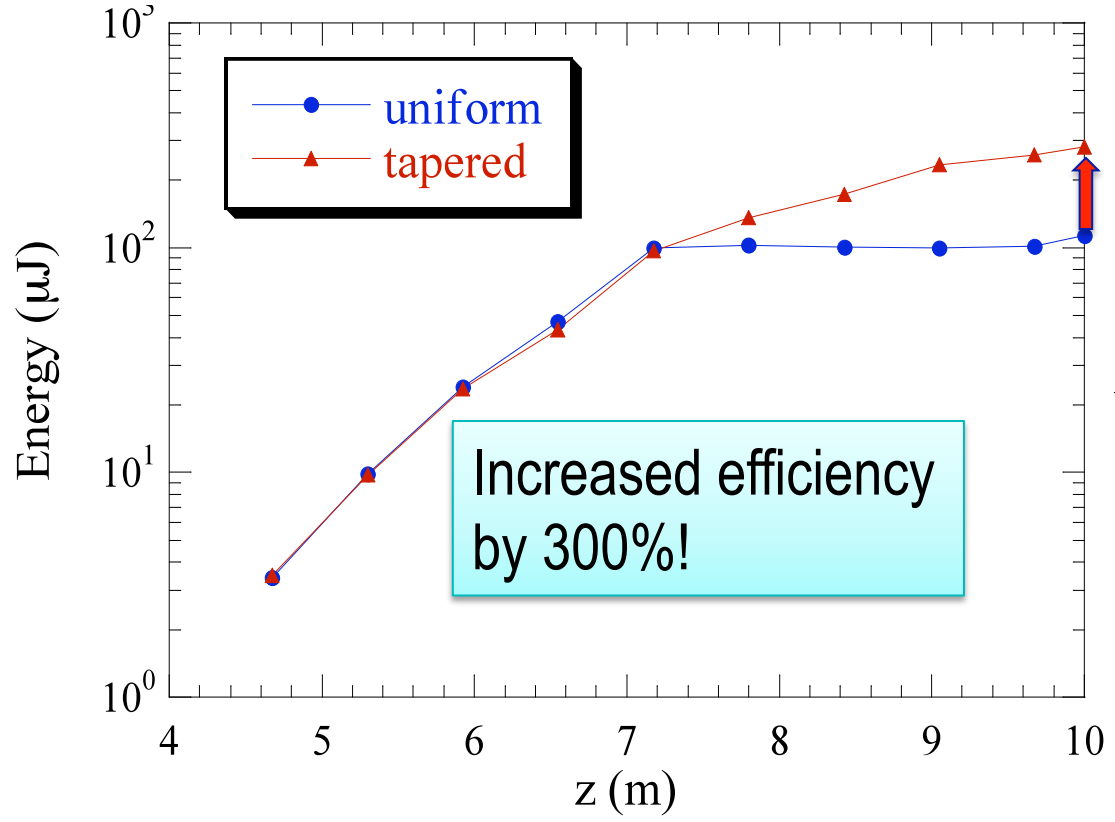 10³
uniform
tapered
10²
Energy (µJ)
10¹
Increased efficiency
by 300%!
10⁰
4 5 6 7 8 9 10
z (m)